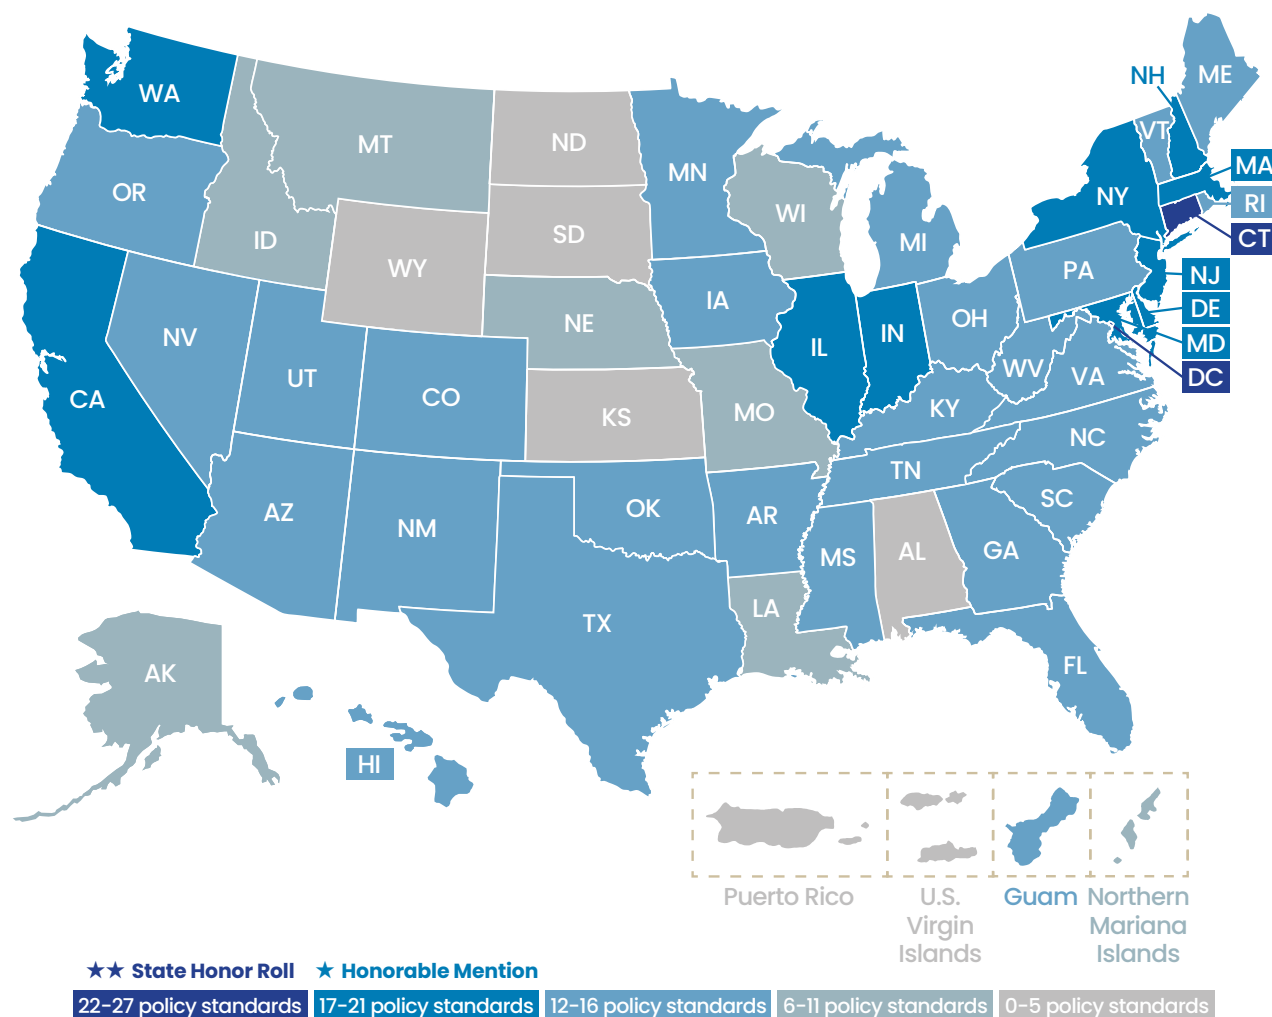 NH
ME
WA
VT
ND
MT
MA
MN
OR
NY
RI
WI
SD
CT
ID
MI
WY
PA
NJ
IA
DE
OH
NE
NV
IN
MD
IL
WV
VA
DC
UT
CO
CA
KY
MO
KS
NC
TN
SC
OK
AZ
AR
NM
GA
AL
MS
LA
TX
FL
AK
HI
Puerto Rico
U.S.
Virgin
Islands
Guam
Northern
Mariana
Islands
★★ State Honor Roll
★ Honorable Mention
22-27 policy standards
17-21 policy standards
12-16 policy standards
6-11 policy standards
0-5 policy standards